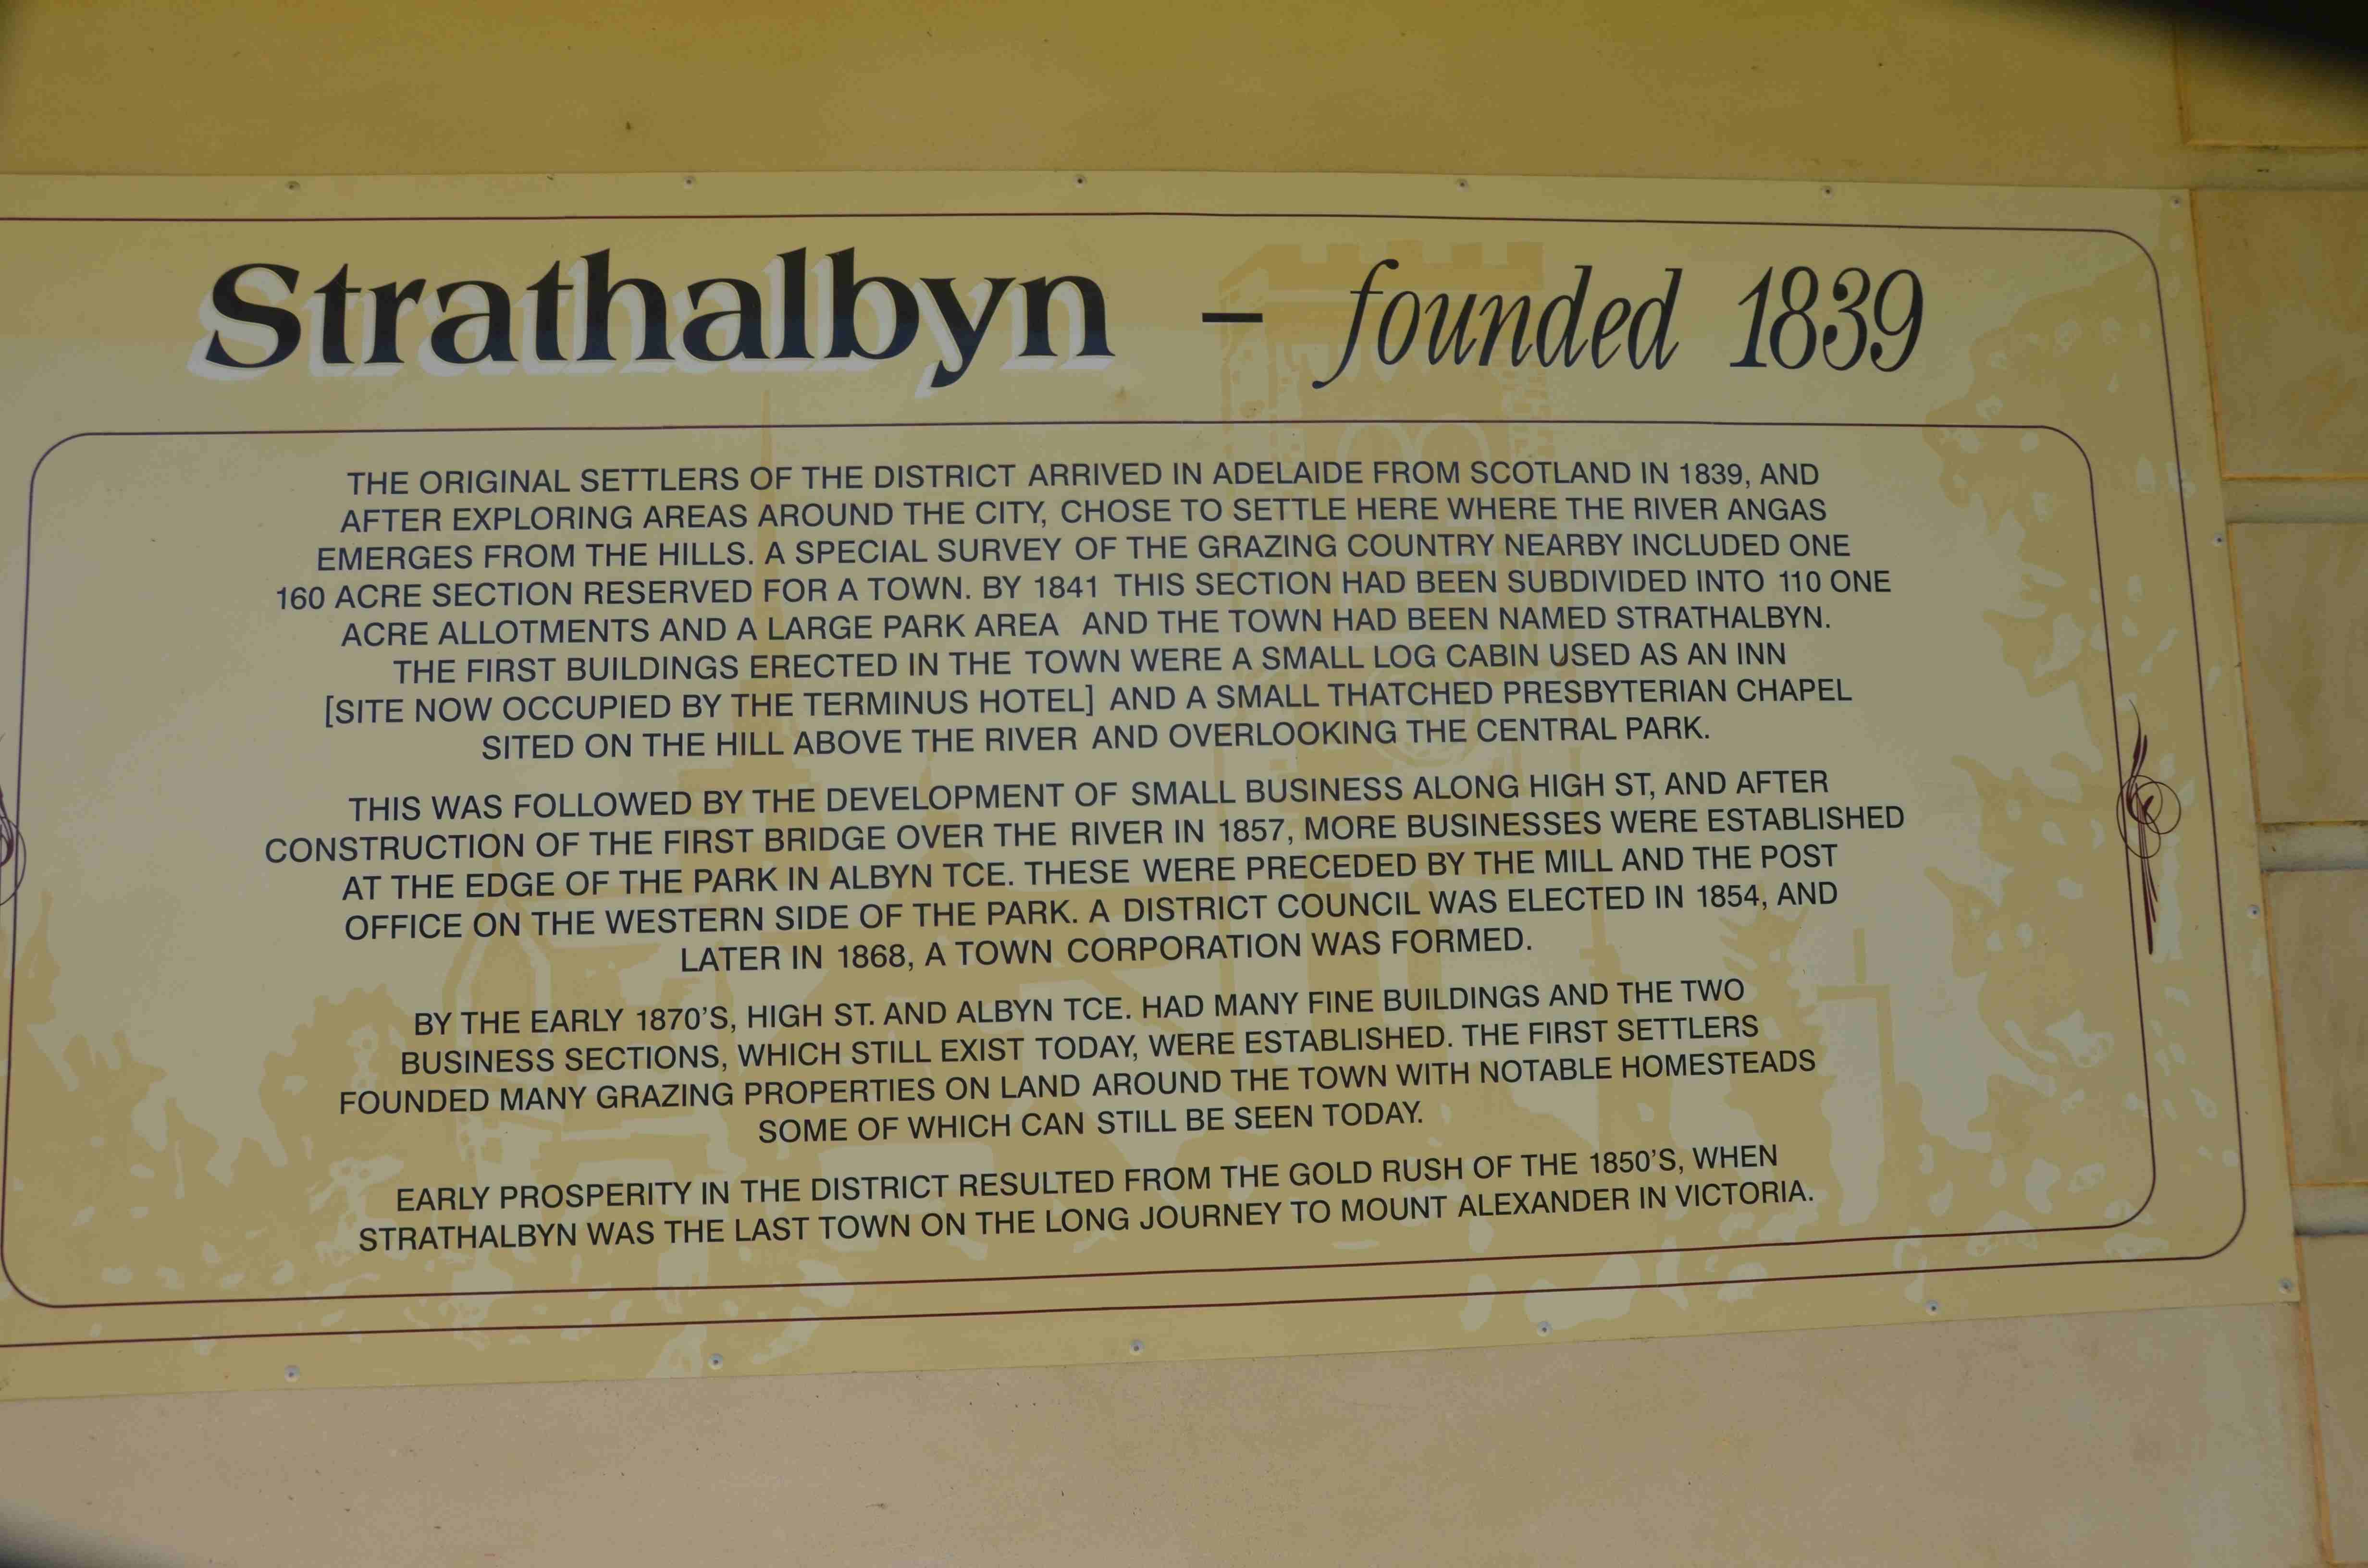 Strathalbyn – founded 1839
THE ORIGINAL SETTLERS OF THE DISTRICT ARRIVED IN ADELAIDE FROM SCOTLAND IN 1839, AND
AFTER EXPLORING AREAS AROUND THE CITY, CHOSE TO SETTLE HERE WHERE THE RIVER ANGAS
EMERGES FROM THE HILLS. A SPECIAL SURVEY OF THE GRAZING COUNTRY NEARBY INCLUDED ONE
160 ACRE SECTION RESERVED FOR A TOWN. BY 1841 THIS SECTION HAD BEEN SUBDIVIDED INTO 110 ONE
ACRE ALLOTMENTS AND A LARGE PARK AREA AND THE TOWN HAD BEEN NAMED STRATHALBYN.
THE FIRST BUILDINGS ERECTED IN THE TOWN WERE A SMALL LOG CABIN USED AS AN INN
[SITE NOW OCCUPIED BY THE TERMINUS HOTEL] AND A SMALL THATCHED PRESBYTERIAN CHAPEL
SITED ON THE HILL ABOVE THE RIVER AND OVERLOOKING THE CENTRAL PARK.
THIS WAS FOLLOWED BY THE DEVELOPMENT OF SMALL BUSINESS ALONG HIGH ST, AND AFTER
CONSTRUCTION OF THE FIRST BRIDGE OVER THE RIVER IN 1857, MORE BUSINESSES WERE ESTABLISHED
AT THE EDGE OF THE PARK IN ALBYN TCE. THESE WERE PRECEDED BY THE MILL AND THE POST
OFFICE ON THE WESTERN SIDE OF THE PARK. A DISTRICT COUNCIL WAS ELECTED IN 1854, AND
LATER IN 1868, A TOWN CORPORATION WAS FORMED.
BY THE EARLY 1870'S, HIGH ST. AND ALBYN TCE. HAD MANY FINE BUILDINGS AND THE TWO
BUSINESS SECTIONS, WHICH STILL EXIST TODAY, WERE ESTABLISHED. THE FIRST SETTLERS
FOUNDED MANY GRAZING PROPERTIES ON LAND AROUND THE TOWN WITH NOTABLE HOMESTEADS
SOME OF WHICH CAN STILL BE SEEN TODAY.
EARLY PROSPERITY IN THE DISTRICT RESULTED FROM THE GOLD RUSH OF THE 1850'S, WHEN
STRATHALBYN WAS THE LAST TOWN ON THE LONG JOURNEY TO MOUNT ALEXANDER IN VICTORIA.